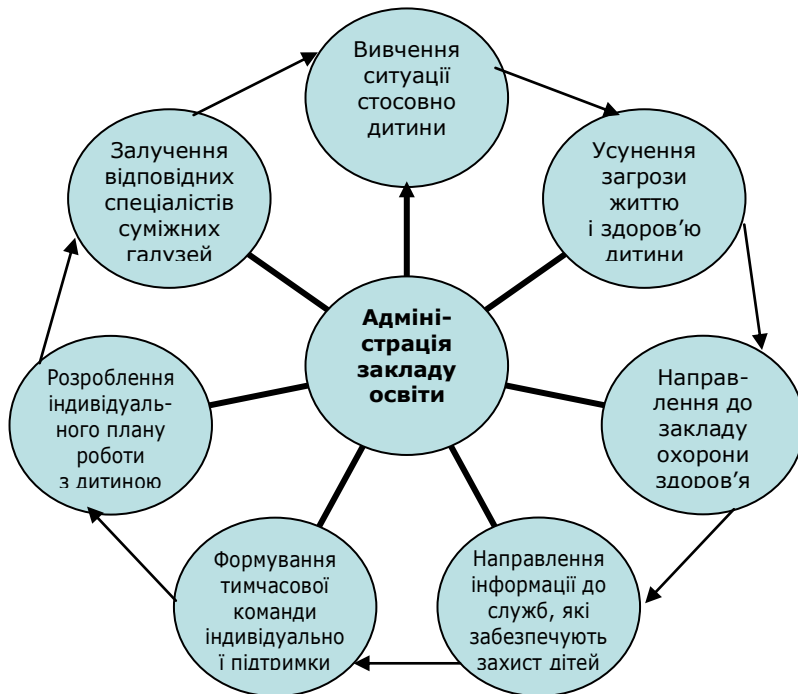 Вивчення
ситуації
стосовно
дитини
Усунення
загрози
життю
і здоров’ю
дитини
Направ-
лення до
закладу
охорони
здоров’я
Направлення
інформації до
служб, які
забезпечують
захист дітей
Формування
тимчасової
команди
індивідуально
ї підтримки
Розроблення
індивідуаль-
ного плану
роботи
з дитиною
Залучення
відповідних
спеціалістів
суміжних
галузей
Адміні-
страція
закладу
освіти